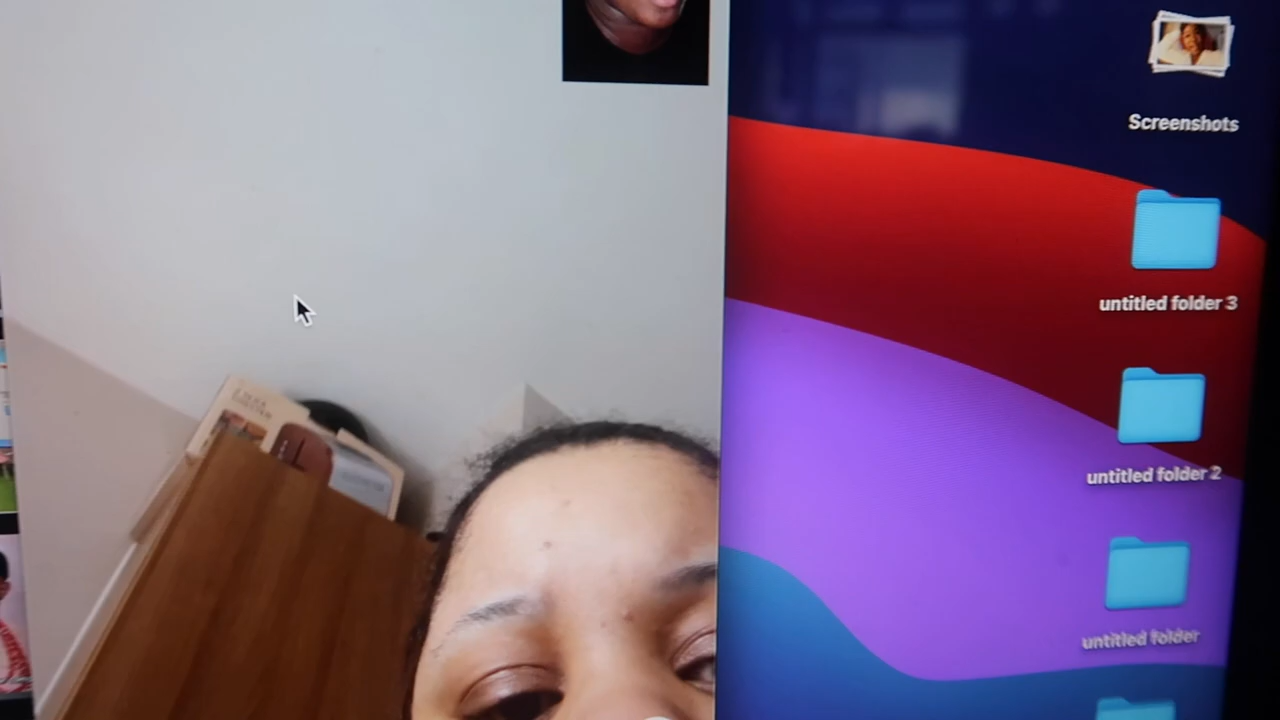 Screenshots
untitled folder 3
untitled folder 2
untitled folder